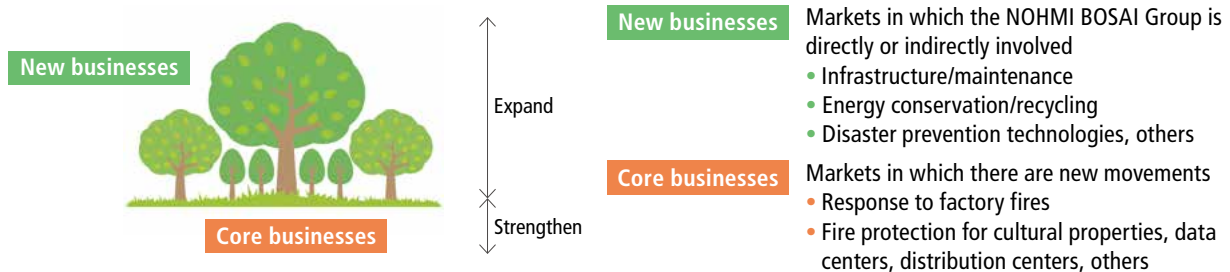 New businesses
Expand
Core businesses
Strengthen
New businesses
Markets in which the NOHMI BOSAI Group is
directly or indirectly involved
• Infrastructure/maintenance
• Energy conservation/recycling
• Disaster prevention technologies, others
Core businesses
Markets in which there are new movements
• Response to factory fires
• Fire protection for cultural properties, data
centers, distribution centers, others